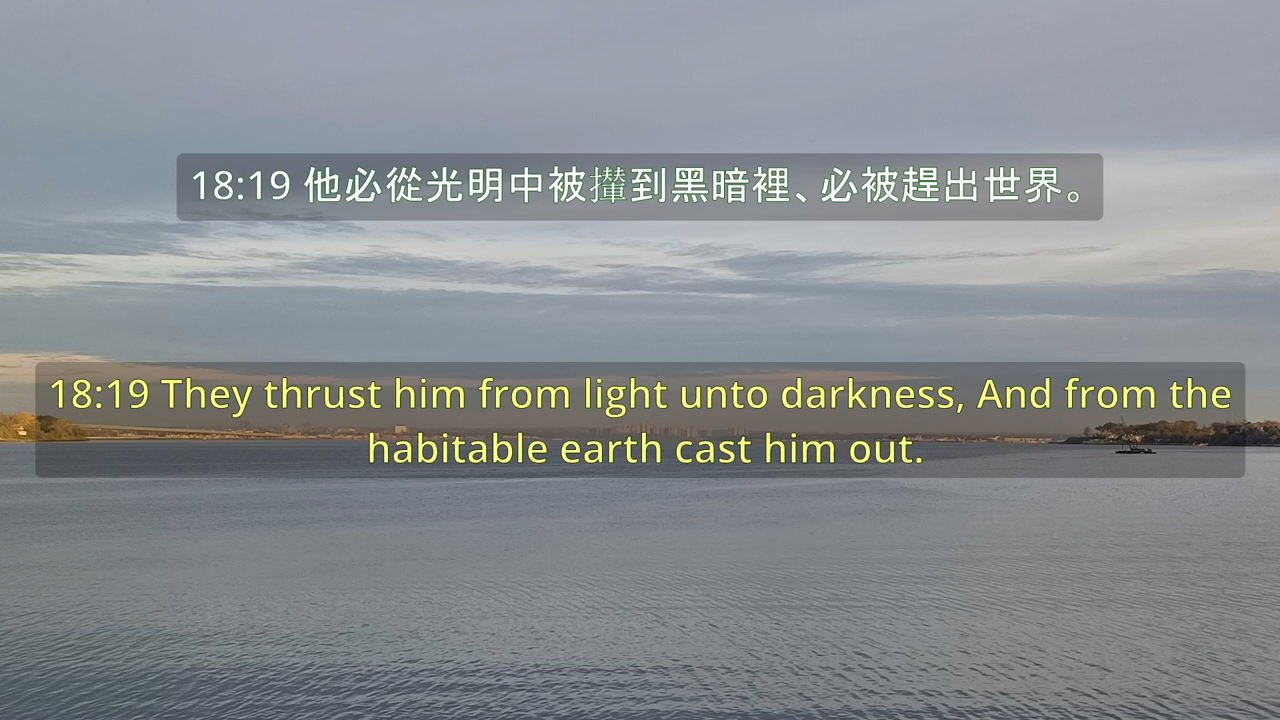 18:19 他必從光明中被攆到黑暗裡、必被趕出世界。
18:19 They thrust him from light unto darkness, And from the
habitable earth cast him out.